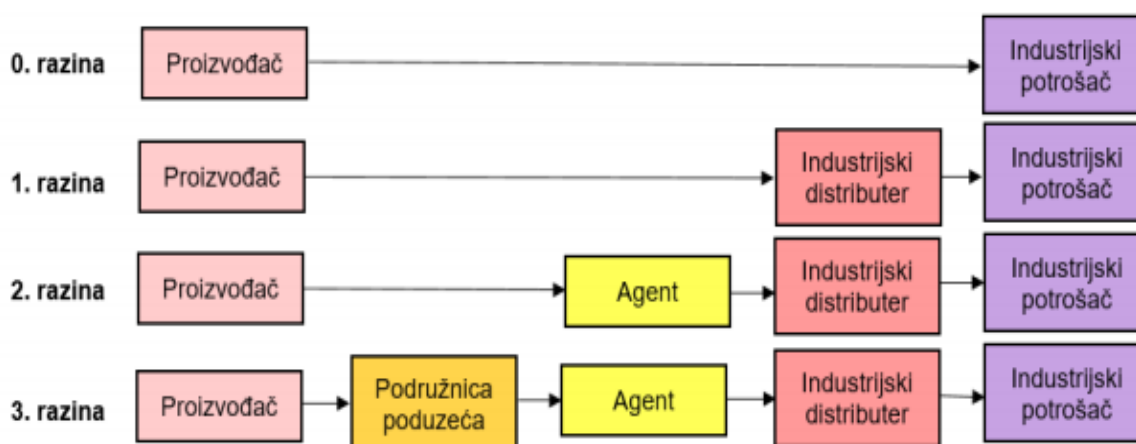 0. razina
Proizvođač
Industrijski
potrošač
1. razina
Proizvođač
Industrijski
distributer
Industrijski
potrošač
2. razina
Proizvođač
Agent
Industrijski
distributer
Industrijski
potrošač
3. razina
Proizvođač
Podružnica
poduzeća
Agent
Industrijski
distributer
Industrijski
potrošač